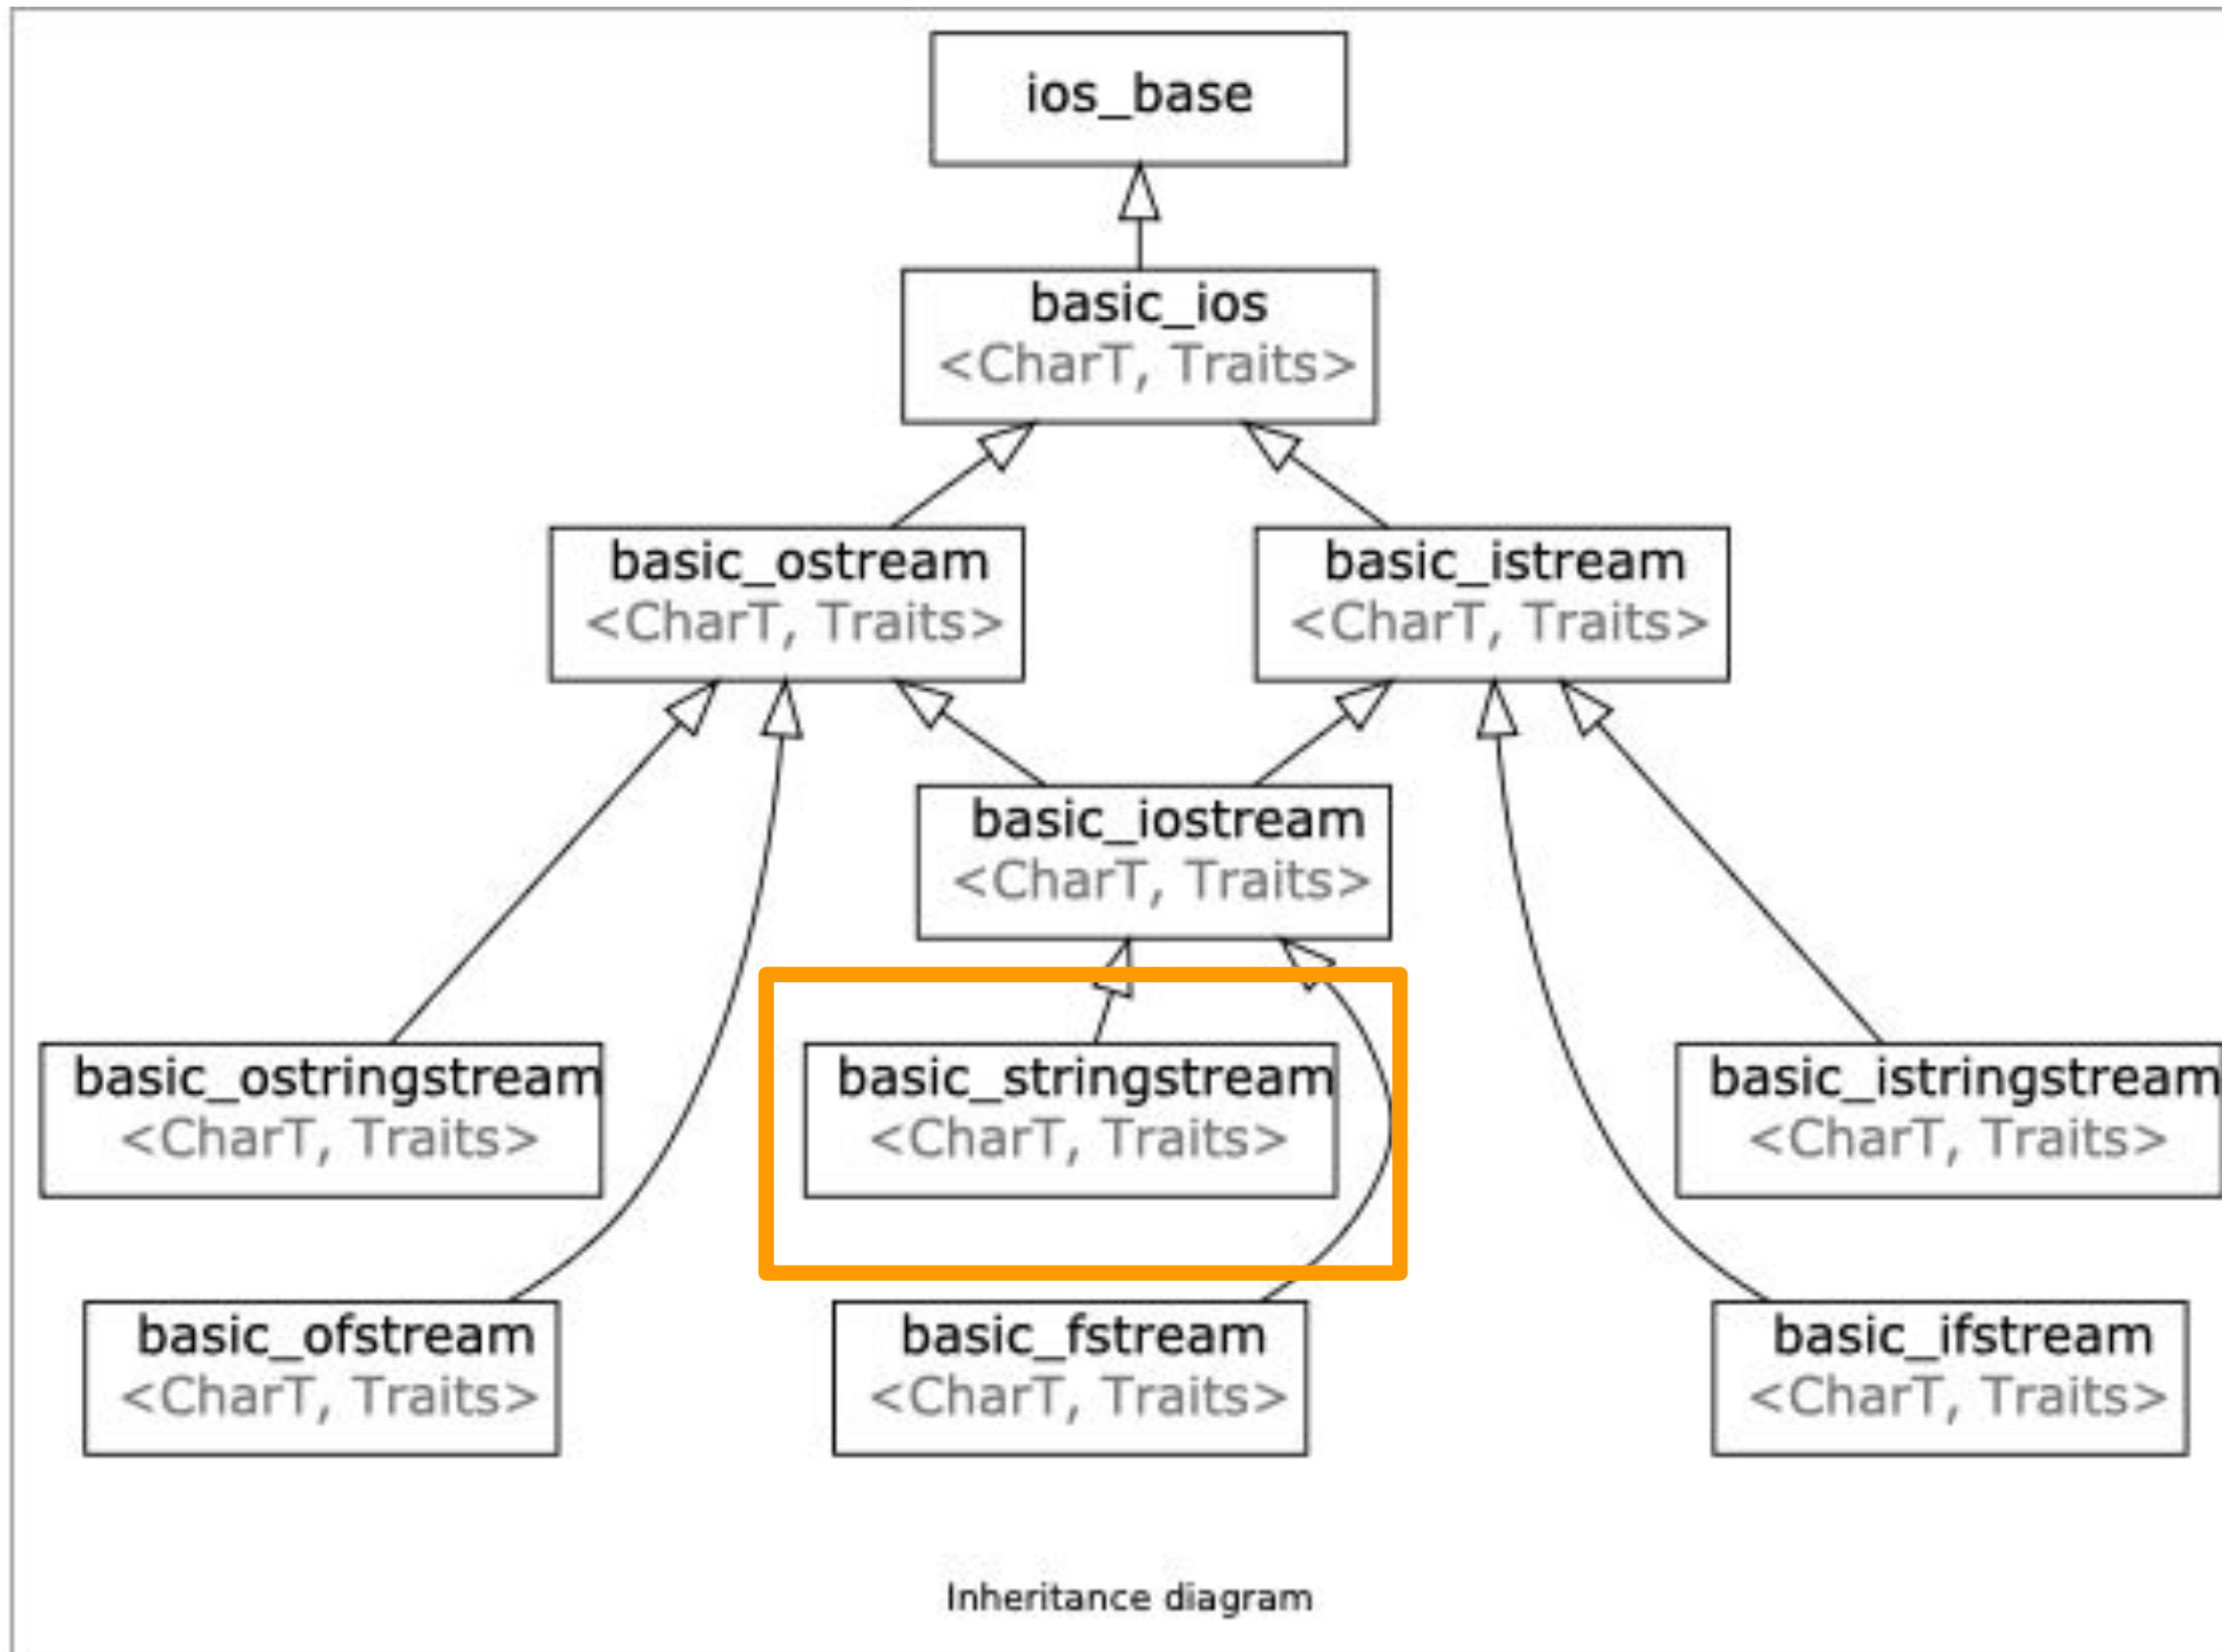 ios_base
basic_ios
<CharT, Traits>
basic_ostream
<CharT, Traits>
basic_istream
<CharT, Traits>
basic_iostream
<CharT, Traits>
basic_ostringstream
<CharT, Traits>
basic_stringstream
<CharT, Traits>
basic_istringstream
<CharT, Traits>
basic_ofstream
<CharT, Traits>
basic_fstream
<CharT, Traits>
basic_ifstream
<CharT, Traits>
Inheritance diagram